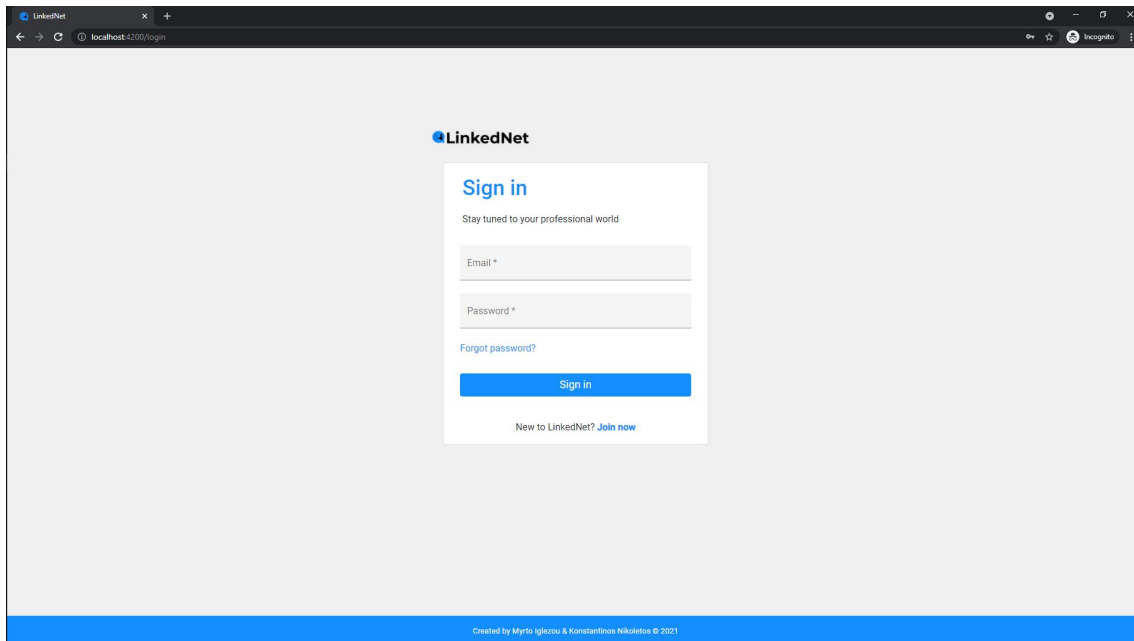 LinkedNet
localhost:4200/login
Incognito
LinkedNet
Sign in
Stay tuned to your professional world
Email *
Password *
Forgot password?
Sign in
New to LinkedNet? Join now
Created by Myrto Iglezou & Konstantinos Nikoletos © 2021